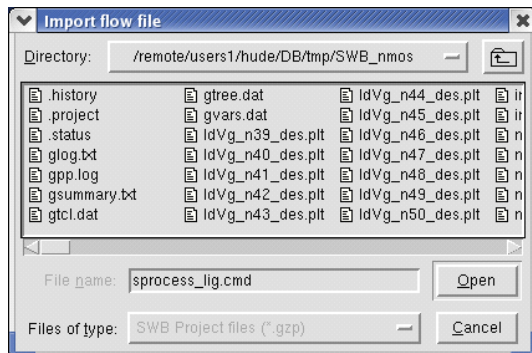 Import flow file
Directory: /remote/users1/hude/DB/tmp/SWB_nmos
.history gtree.dat IdVg_n44_des.plt ir
.project gvars.dat IdVg_n45_des.plt ir
.status IdVg_n39_des.plt IdVg_n46_des.plt n
glog.txt IdVg_n40_des.plt IdVg_n47_des.plt n
gpp.log IdVg_n41_des.plt IdVg_n48_des.plt n
gsummary.txt IdVg_n42_des.plt IdVg_n49_des.plt n
gtcl.dat IdVg_n43_des.plt IdVg_n50_des.plt n
File name: sprocess_lig.cmd Open
Files of type: SWB Project files (*.gzp) Cancel